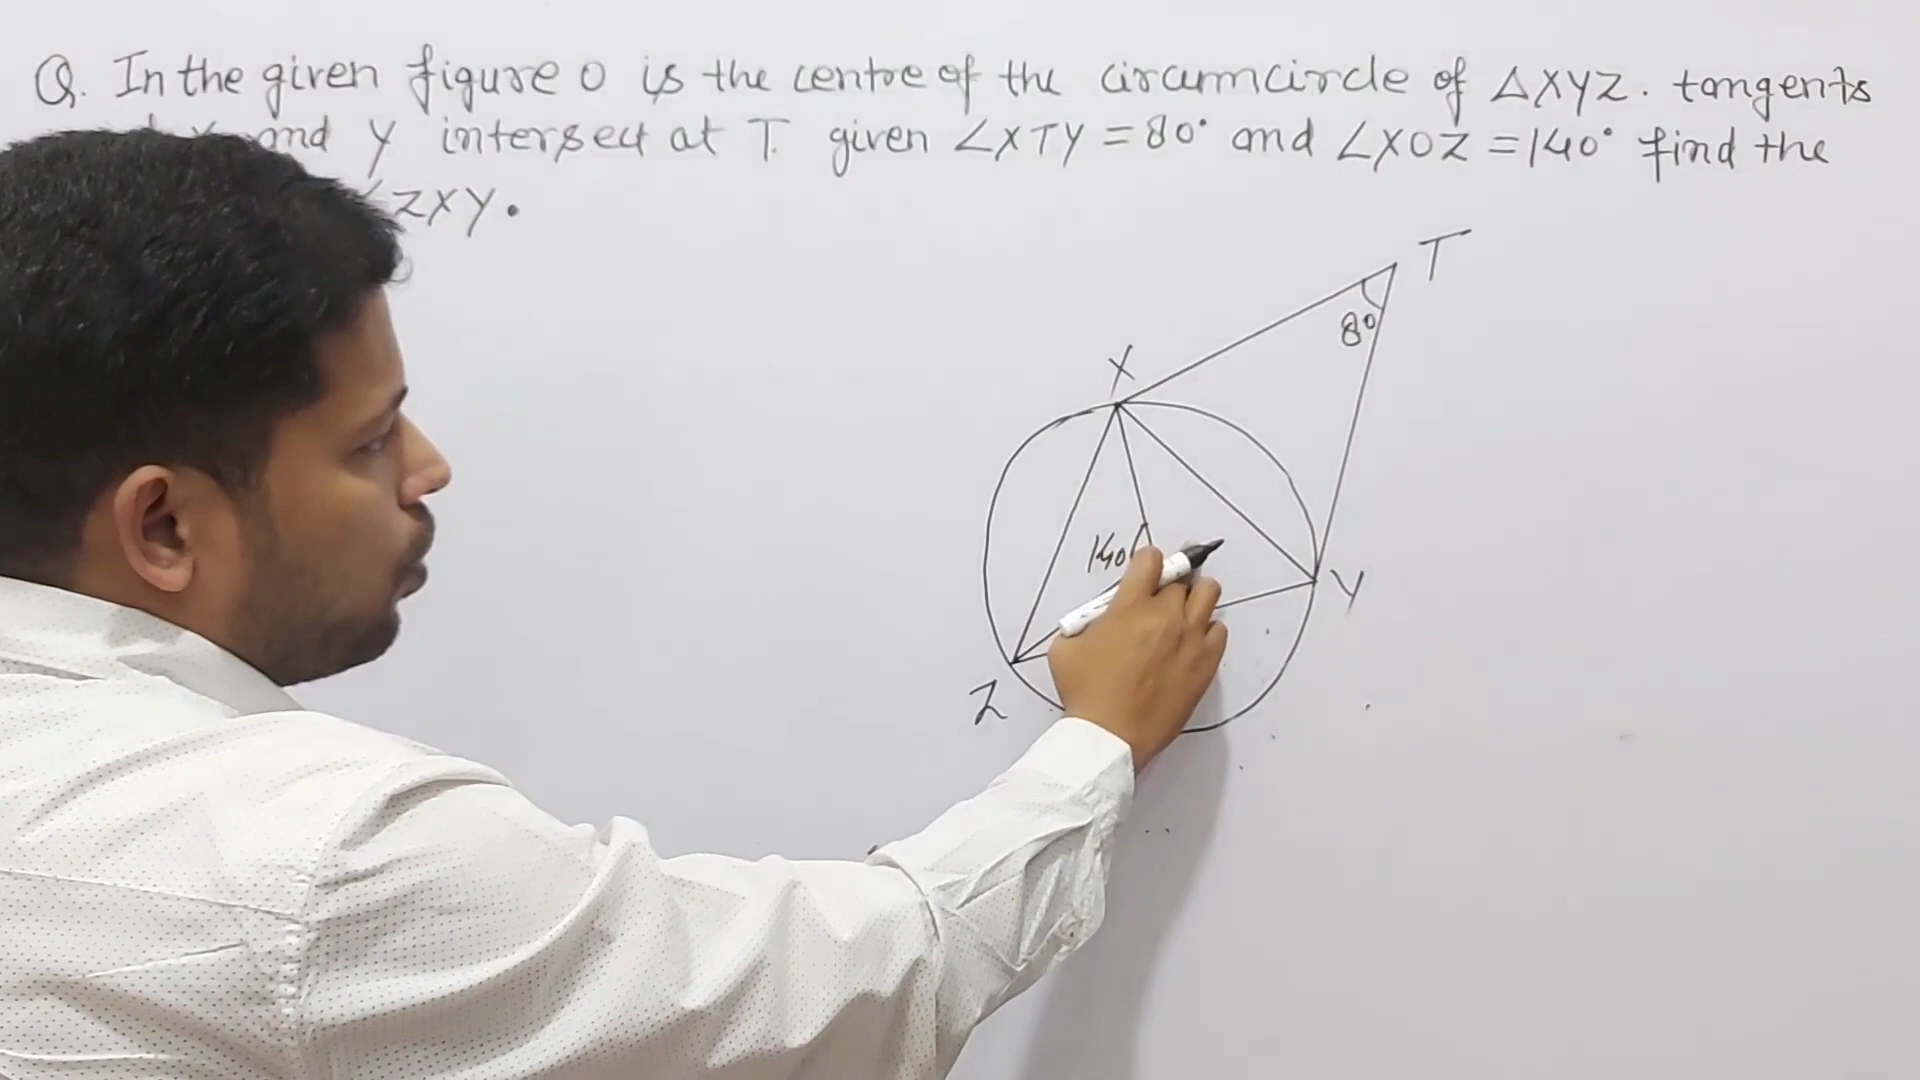 Q. In the given figure O is the centre of the circumcircle of ΔXYZ. tangents
and Y intersect at T. given ∠XTY = 80° and ∠XOZ = 140° find the
∠ZXY.
T
80
X
140
Y
Z